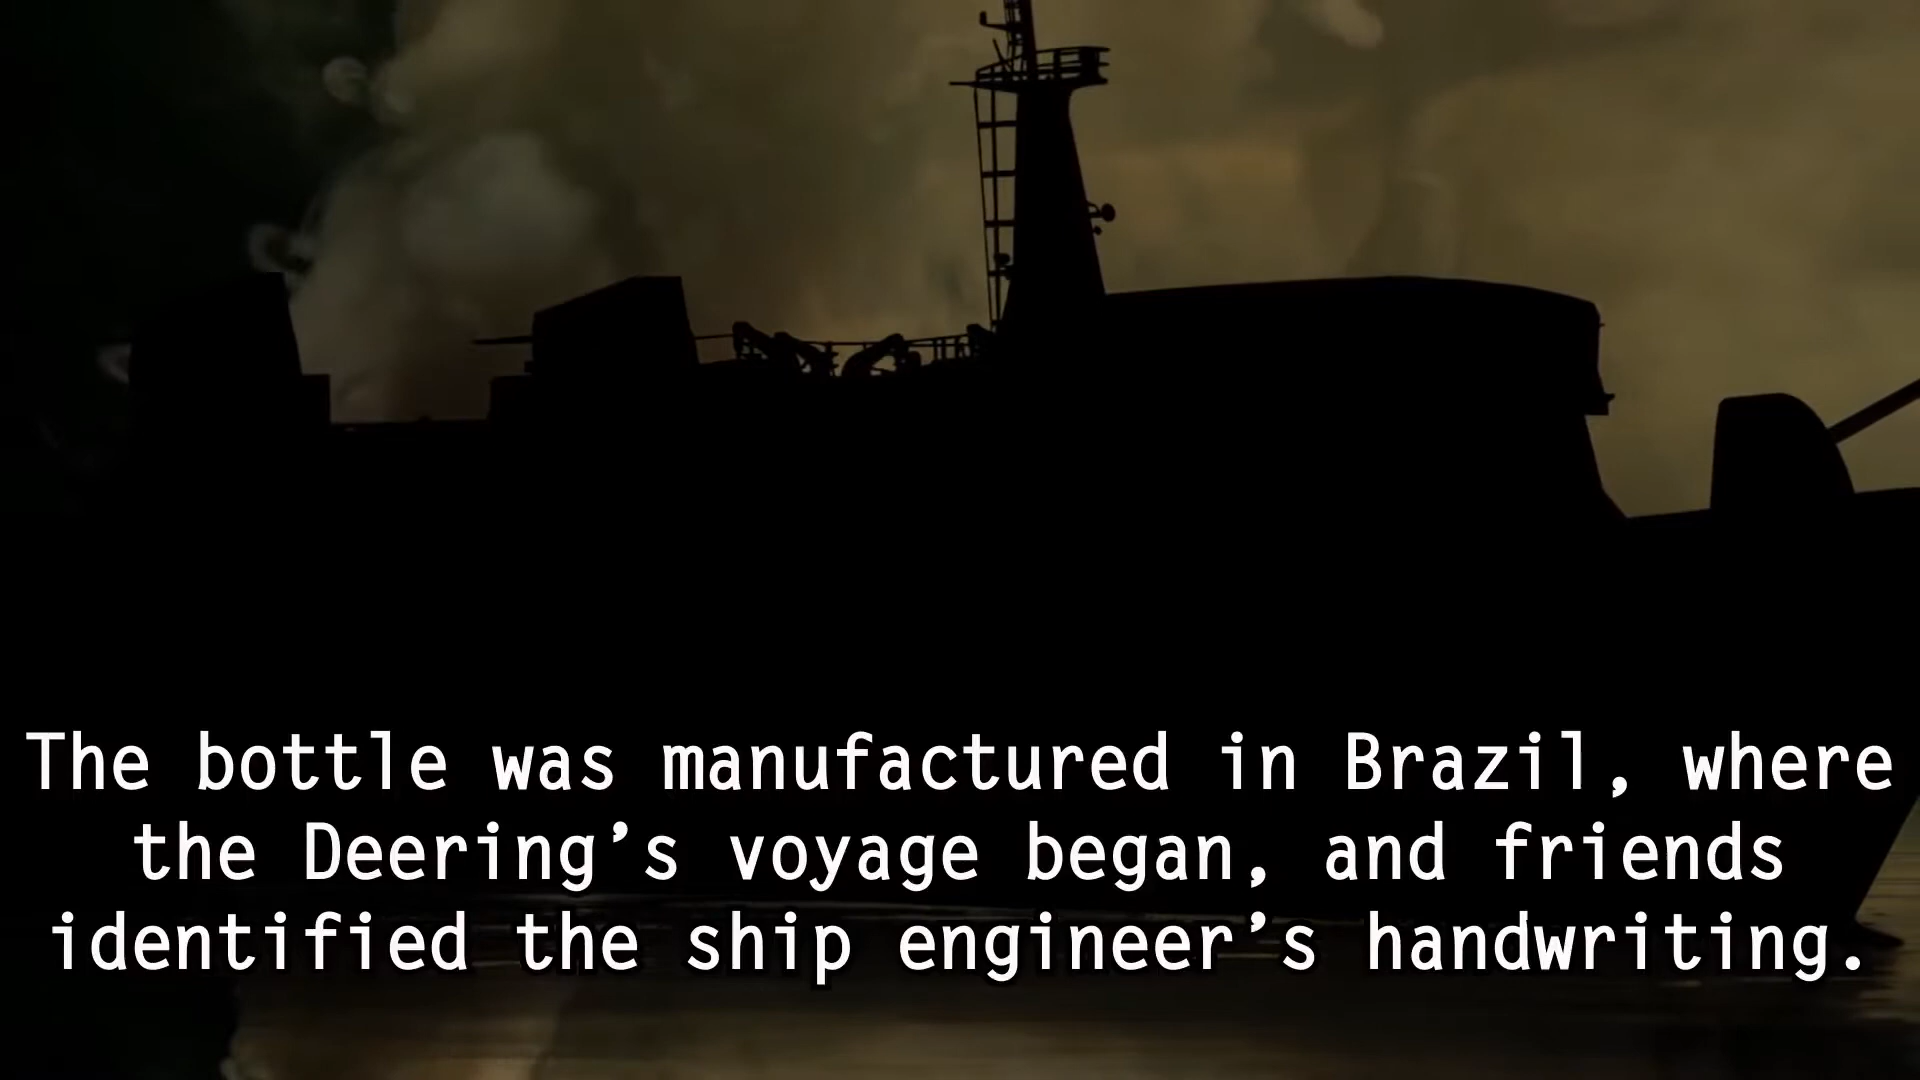 The bottle was manufactured in Brazil, where
the Deering’s voyage began, and friends
identified the ship engineer’s handwriting.